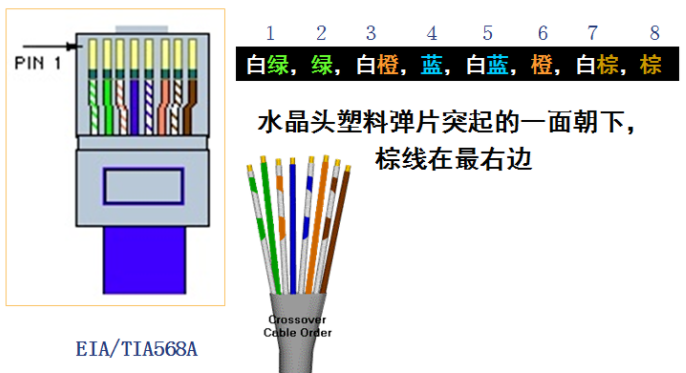 PIN 1
1 2 3 4 5 6 7 8
白绿，绿，白橙，蓝，白蓝，橙，白棕，棕
水晶头塑料弹片突起的一面朝下，
棕线在最右边
Crossover
Cable Order
EIA/TIA568A